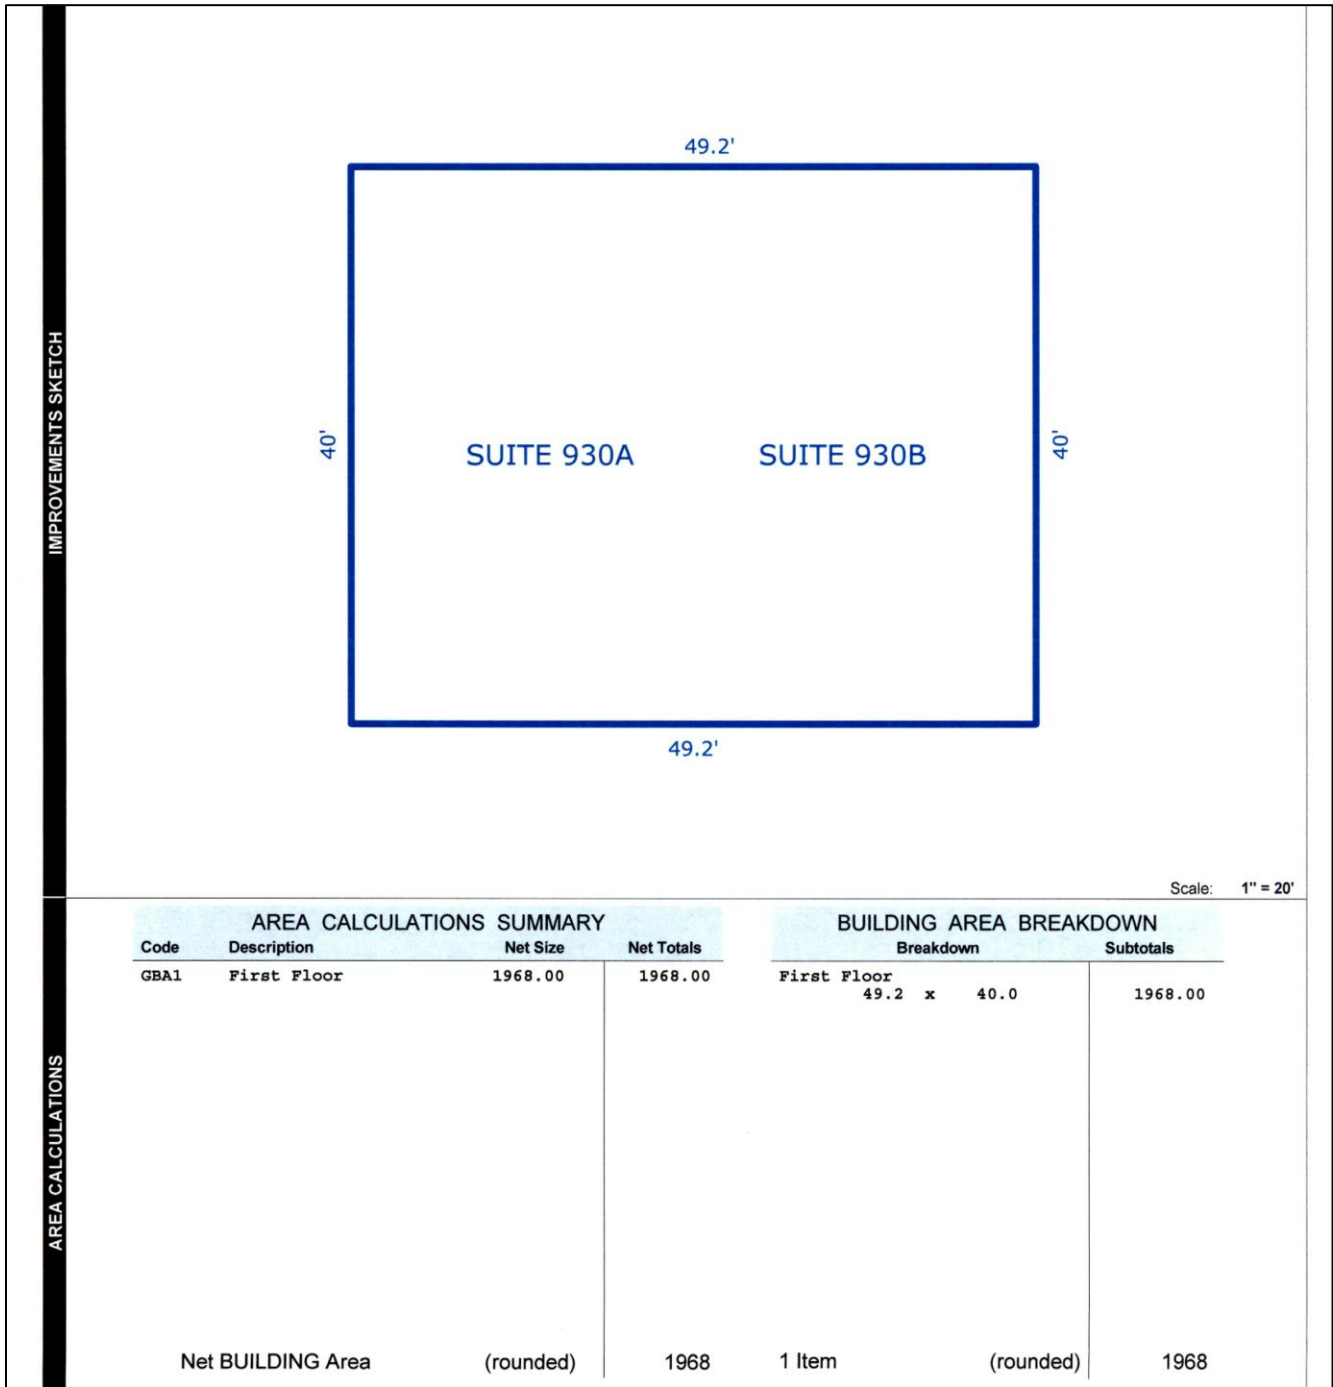 IMPROVEMENTS SKETCH
49.2'
40'
SUITE 930A
SUITE 930B
40'
49.2'
Scale: 1" = 20'
AREA CALCULATIONS
AREA CALCULATIONS SUMMARY
Code Description Net Size Net Totals
GBA1 First Floor 1968.00 1968.00
Net BUILDING Area (rounded) 1968
BUILDING AREA BREAKDOWN
Breakdown Subtotals
First Floor
49.2 x 40.0 1968.00
1 Item (rounded) 1968